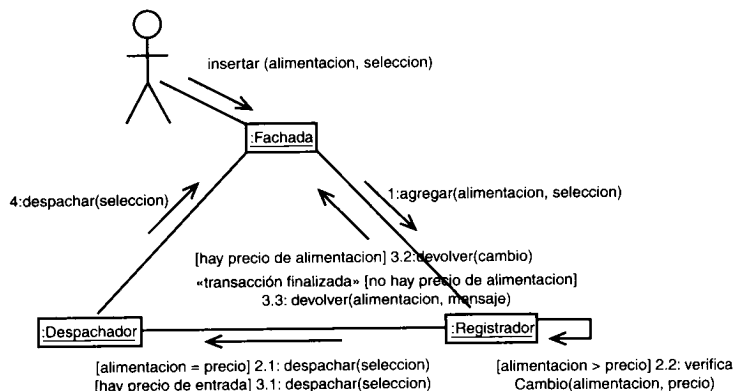 insertar (alimentacion, seleccion)
:Fachada
4:despachar(seleccion)
1:agregar(alimentacion, seleccion)
[hay precio de alimentacion] 3.2:devolver(cambio)
«transacción finalizada» [no hay precio de alimentacion]
3.3: devolver(alimentacion, mensaje)
:Despachador
:Registrador
[alimentacion = precio] 2.1: despachar(seleccion)
[hay precio de entrada] 3.1: despachar(seleccion)
[alimentacion > precio] 2.2: verifica
Cambio(alimentacion, precio)